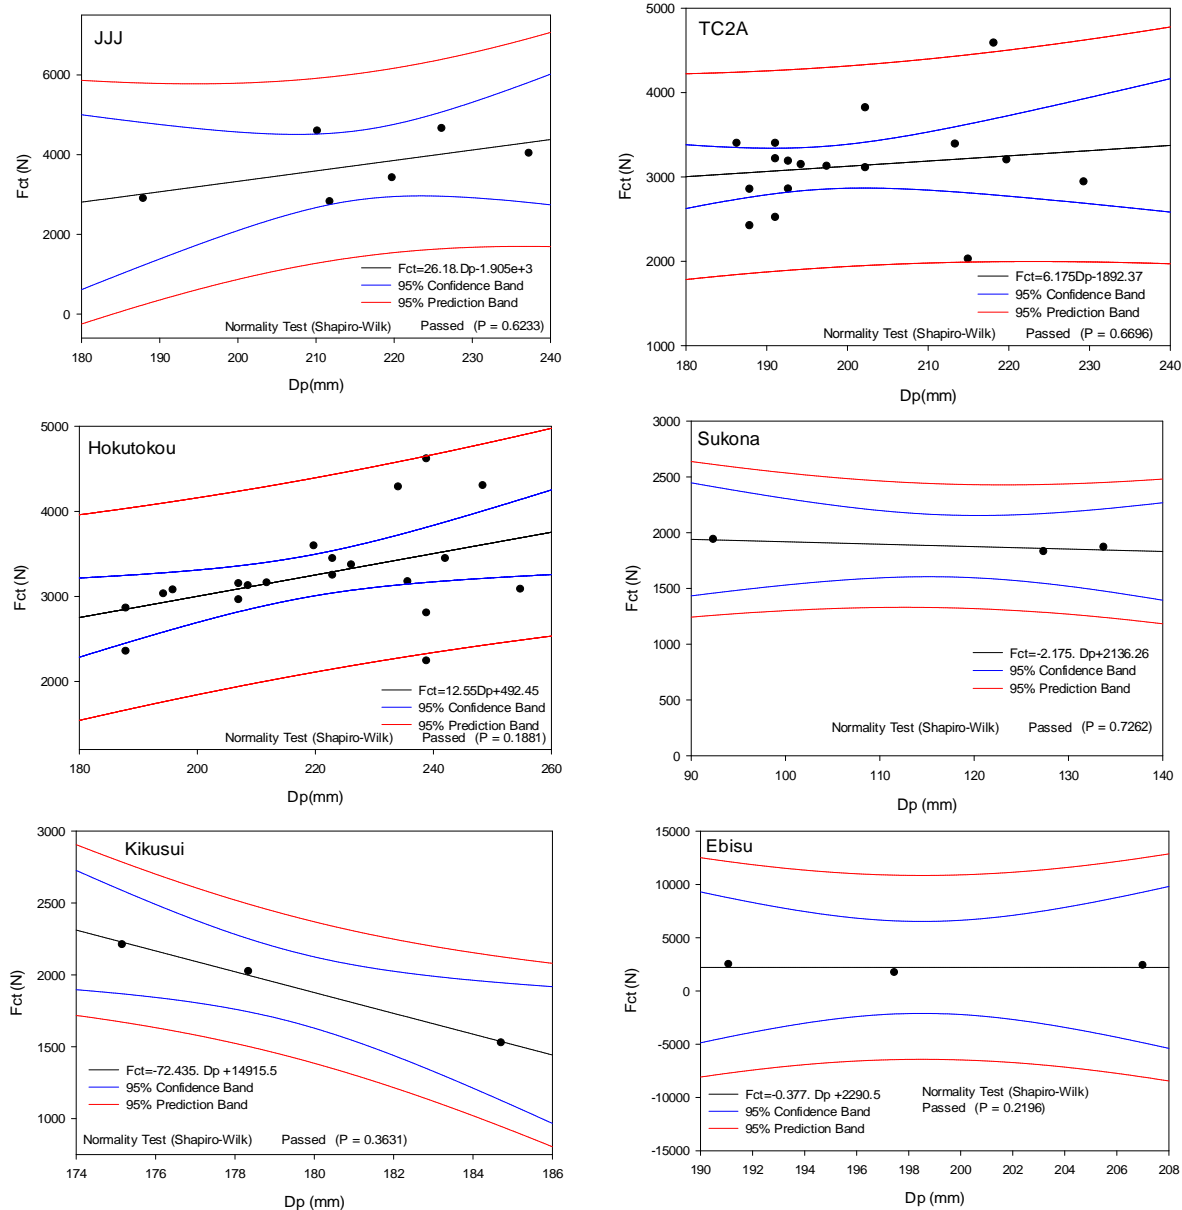 JJJ
Fct (N)
6000
4000
2000
0
Fct=26.18.Dp-1.905e+3
95% Confidence Band
95% Prediction Band
Normality Test (Shapiro-Wilk) Passed (P = 0.6233)
180 190 200 210 220 230 240
Dp(mm)
TC2A
Fct (N)
5000
4000
3000
2000
1000
Fct=6.175Dp-1892.37
95% Confidence Band
95% Prediction Band
Normality Test (Shapiro-Wilk) Passed (P = 0.6696)
180 190 200 210 220 230 240
Dp(mm)
Hokutokou
Fct (N)
5000
4000
3000
2000
Fct=12.55Dp+492.45
95% Confidence Band
95% Prediction Band
Normality Test (Shapiro-Wilk) Passed (P = 0.1881)
180 200 220 240 260
Dp(mm)
Sukona
Fct (N)
3000
2500
2000
1500
1000
500
0
Fct=-2.175. Dp+2136.26
95% Confidence Band
95% Prediction Band
Normality Test (Shapiro-Wilk) Passed (P = 0.7262)
90 100 110 120 130 140
Dp (mm)
Kikusui
Fct (N)
3000
2500
2000
1500
1000
Fct=-72.435. Dp +14915.5
95% Confidence Band
95% Prediction Band
Normality Test (Shapiro-Wilk) Passed (P = 0.3631)
174 176 178 180 182 184 186
Dp (mm)
Ebisu
Fct (N)
15000
10000
5000
0
-5000
-10000
-15000
Fct=-0.377. Dp +2290.5
95% Confidence Band
95% Prediction Band
Normality Test (Shapiro-Wilk)
Passed (P = 0.2196)
190 192 194 196 198 200 202 204 206 208
Dp (mm)